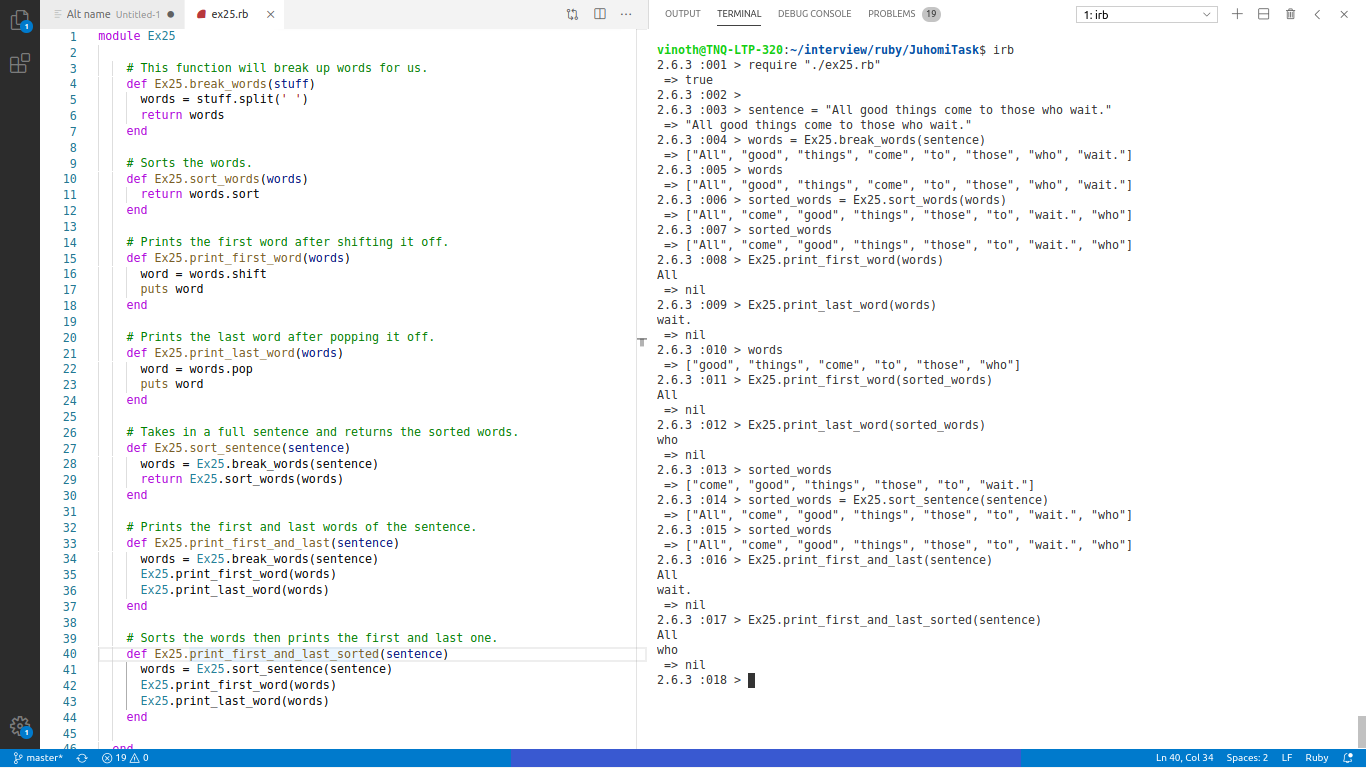 Alt name Untitled-1 ex25.rb
1 module Ex25
2
3 # This function will break up words for us.
4 def Ex25.break_words(stuff)
5 words = stuff.split(' ')
6 return words
7 end
8
9 # Sorts the words.
10 def Ex25.sort_words(words)
11 return words.sort
12 end
13
14 # Prints the first word after shifting it off.
15 def Ex25.print_first_word(words)
16 word = words.shift
17 puts word
18 end
19
20 # Prints the last word after popping it off.
21 def Ex25.print_last_word(words)
22 word = words.pop
23 puts word
24 end
25
26 # Takes in a full sentence and returns the sorted words.
27 def Ex25.sort_sentence(sentence)
28 words = Ex25.break_words(sentence)
29 return Ex25.sort_words(words)
30 end
31
32 # Prints the first and last words of the sentence.
33 def Ex25.print_first_and_last(sentence)
34 words = Ex25.break_words(sentence)
35 Ex25.print_first_word(words)
36 Ex25.print_last_word(words)
37 end
38
39 # Sorts the words then prints the first and last one.
40 def Ex25.print_first_and_last_sorted(sentence)
41 words = Ex25.sort_sentence(sentence)
42 Ex25.print_first_word(words)
43 Ex25.print_last_word(words)
44 end
45
46 end
OUTPUT TERMINAL DEBUG CONSOLE PROBLEMS 19 1: irb
vinoth@TNQ-LTP-320:~/interview/ruby/JuhomiTask$ irb
2.6.3 :001 > require "./ex25.rb"
=> true
2.6.3 :002 >
2.6.3 :003 > sentence = "All good things come to those who wait."
=> "All good things come to those who wait."
2.6.3 :004 > words = Ex25.break_words(sentence)
=> ["All", "good", "things", "come", "to", "those", "who", "wait."]
2.6.3 :005 > words
=> ["All", "good", "things", "come", "to", "those", "who", "wait."]
2.6.3 :006 > sorted_words = Ex25.sort_words(words)
=> ["All", "come", "good", "things", "those", "to", "wait.", "who"]
2.6.3 :007 > sorted_words
=> ["All", "come", "good", "things", "those", "to", "wait.", "who"]
2.6.3 :008 > Ex25.print_first_word(words)
All
=> nil
2.6.3 :009 > Ex25.print_last_word(words)
wait.
=> nil
2.6.3 :010 > words
=> ["good", "things", "come", "to", "those", "who"]
2.6.3 :011 > Ex25.print_first_word(sorted_words)
All
=> nil
2.6.3 :012 > Ex25.print_last_word(sorted_words)
who
=> nil
2.6.3 :013 > sorted_words
=> ["come", "good", "things", "those", "to", "wait."]
2.6.3 :014 > sorted_words = Ex25.sort_sentence(sentence)
=> ["All", "come", "good", "things", "those", "to", "wait.", "who"]
2.6.3 :015 > sorted_words
=> ["All", "come", "good", "things", "those", "to", "wait.", "who"]
2.6.3 :016 > Ex25.print_first_and_last(sentence)
All
wait.
=> nil
2.6.3 :017 > Ex25.print_first_and_last_sorted(sentence)
All
who
=> nil
2.6.3 :018 >
1
1
master* 19 0 Ln 40, Col 34 Spaces: 2 LF Ruby